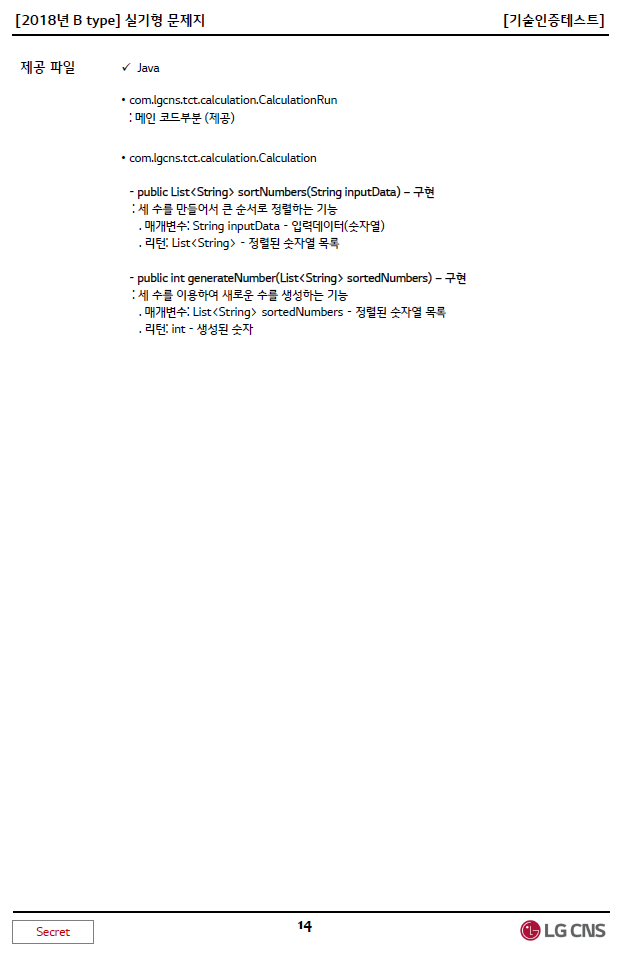 [2018년 B type] 실기형 문제지 [기술인증테스트]
제공 파일 ✓ Java
• com.lgcns.tct.calculation.CalculationRun
: 메인 코드부분 (제공)
• com.lgcns.tct.calculation.Calculation
- public List<String> sortNumbers(String inputData) – 구현
: 세 수를 만들어서 큰 순서로 정렬하는 기능
. 매개변수: String inputData - 입력데이터(숫자열)
. 리턴: List<String> - 정렬된 숫자열 목록
- public int generateNumber(List<String> sortedNumbers) – 구현
: 세 수를 이용하여 새로운 수를 생성하는 기능
. 매개변수: List<String> sortedNumbers - 정렬된 숫자열 목록
. 리턴: int - 생성된 숫자
Secret 14 LG CNS